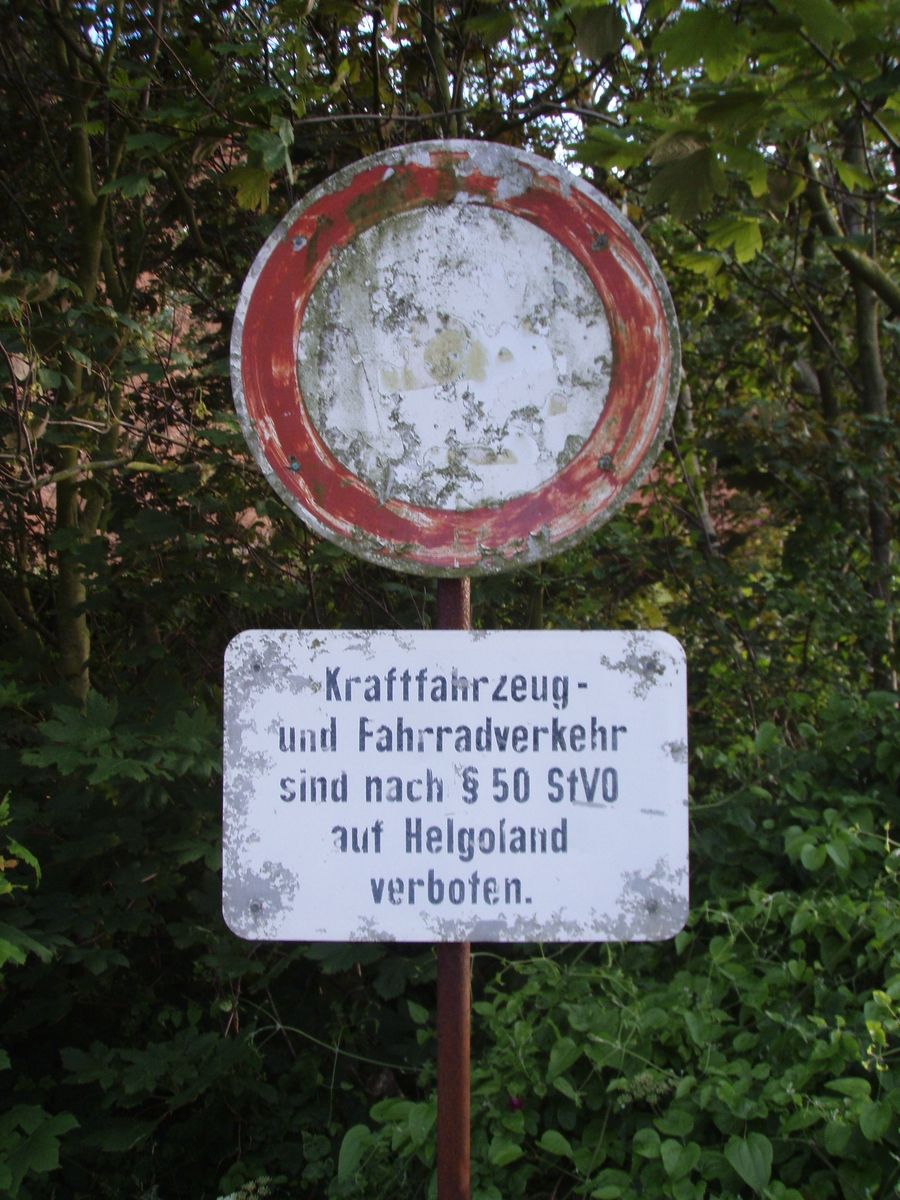 Kraftfahrzeug-
und Fahrradverkehr
sind nach § 50 StVO
auf Helgoland
verboten.